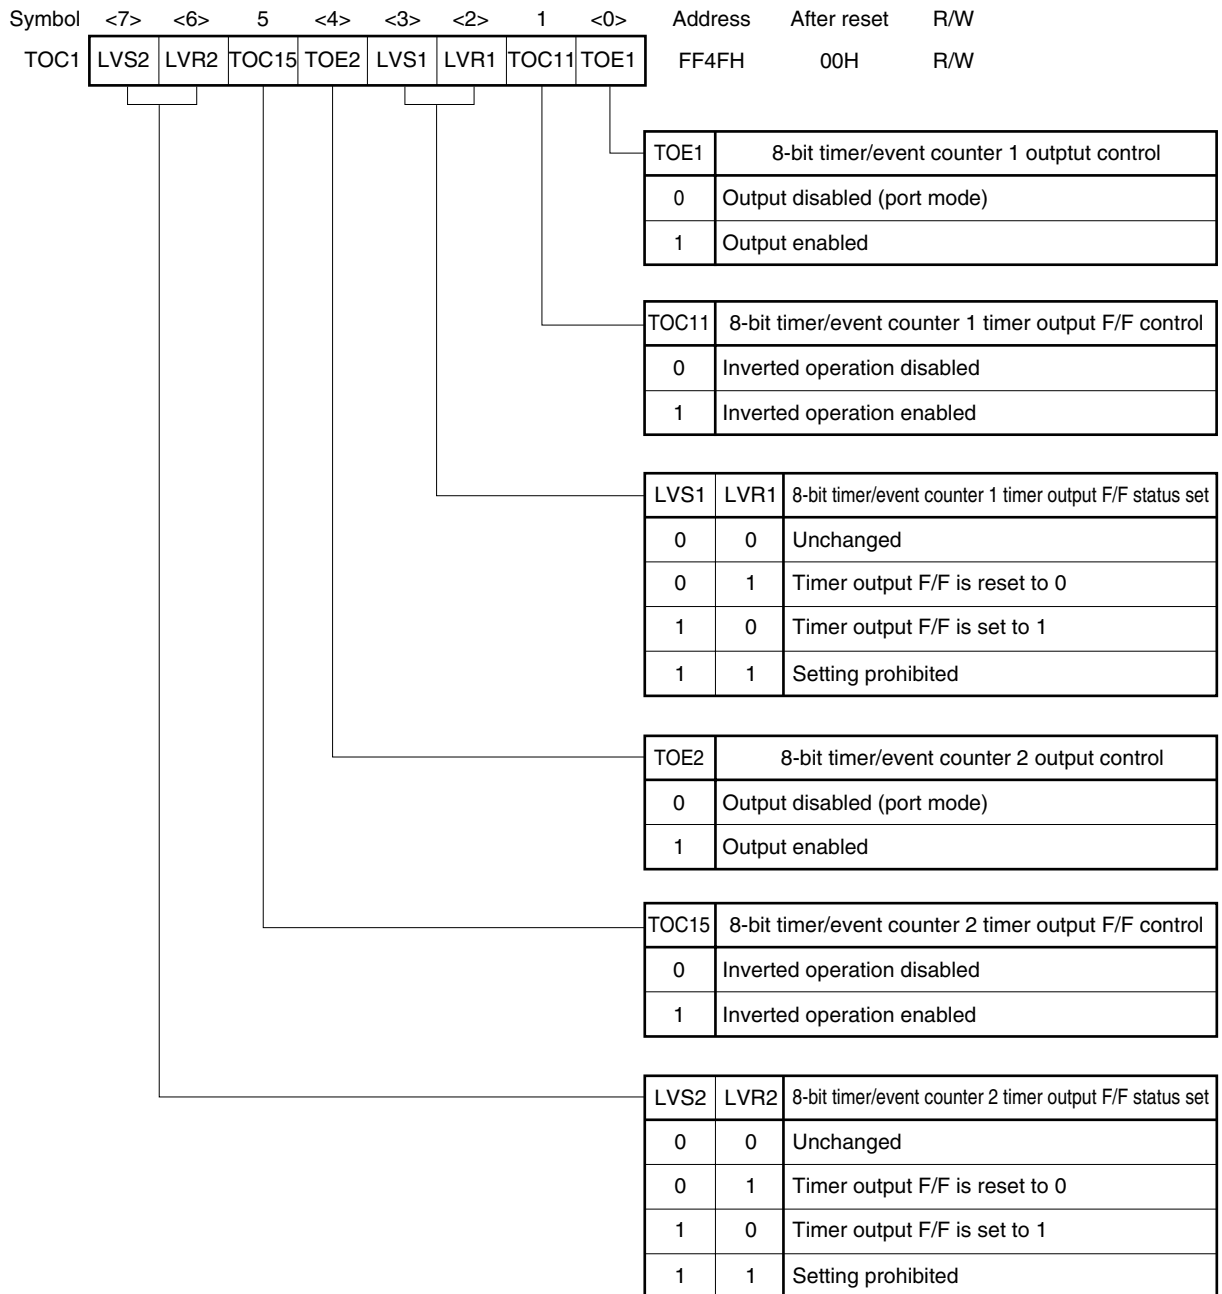 Symbol <7> <6> 5 <4> <3> <2> 1 <0> Address After reset R/W
TOC1 LVS2 LVR2 TOC15 TOE2 LVS1 LVR1 TOC11 TOE1 FF4FH 00H R/W
TOE1 8-bit timer/event counter 1 outptut control
0 Output disabled (port mode)
1 Output enabled
TOC11 8-bit timer/event counter 1 timer output F/F control
0 Inverted operation disabled
1 Inverted operation enabled
LVS1 LVR1 8-bit timer/event counter 1 timer output F/F status set
0 0 Unchanged
0 1 Timer output F/F is reset to 0
1 0 Timer output F/F is set to 1
1 1 Setting prohibited
TOE2 8-bit timer/event counter 2 output control
0 Output disabled (port mode)
1 Output enabled
TOC15 8-bit timer/event counter 2 timer output F/F control
0 Inverted operation disabled
1 Inverted operation enabled
LVS2 LVR2 8-bit timer/event counter 2 timer output F/F status set
0 0 Unchanged
0 1 Timer output F/F is reset to 0
1 0 Timer output F/F is set to 1
1 1 Setting prohibited